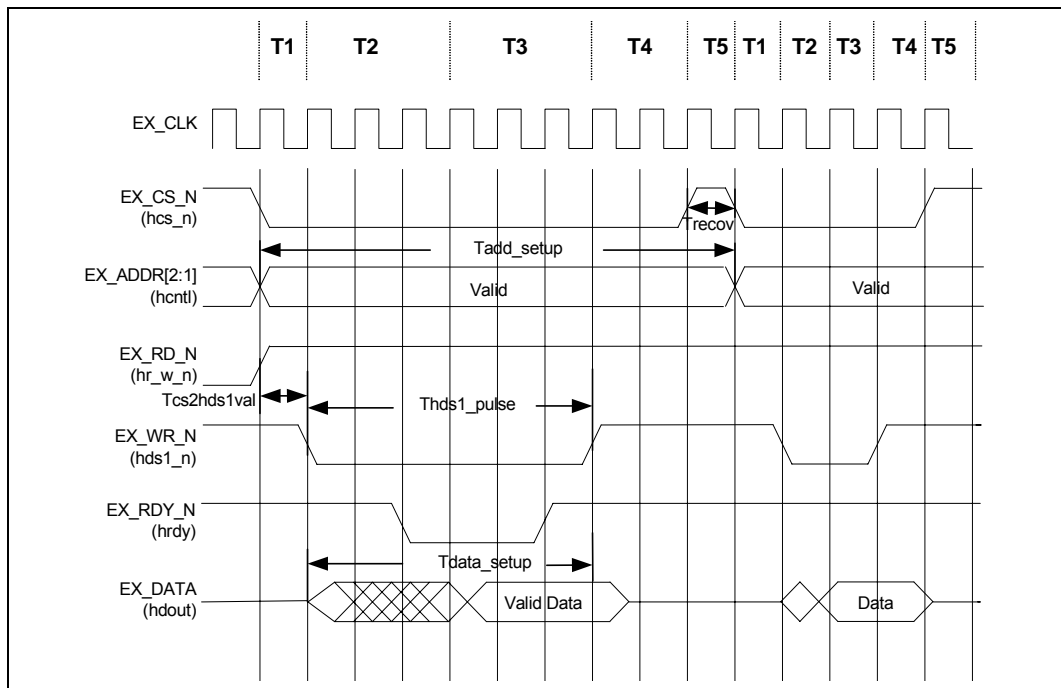 T1 T2 T3 T4 T5 T1 T2 T3 T4 T5
EX_CLK
EX_CS_N
(hcs_n)
Trecov
Tadd_setup
EX_ADDR[2:1]
(hcntl)
Valid
Valid
EX_RD_N
(hr_w_n)
Tcs2hds1val
Thds1_pulse
EX_WR_N
(hds1_n)
EX_RDY_N
(hrdy)
Tdata_setup
EX_DATA
(hdout)
Valid Data
Data